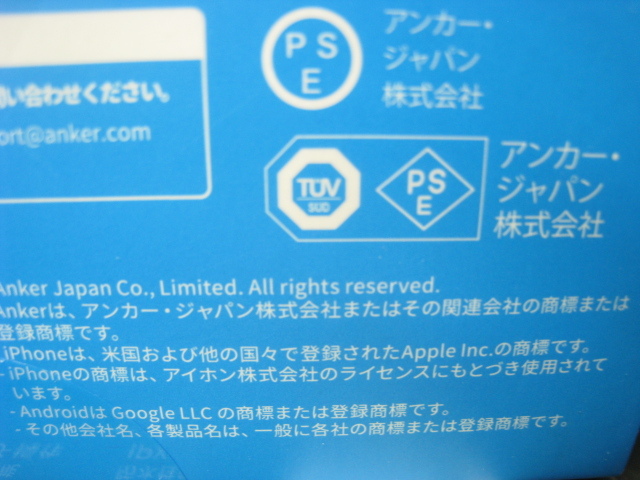 い合わせください。
ort@anker.com
PSE
アンカー・
ジャパン
株式会社
TÜV
SÜD
PSE
アンカー・
ジャパン
株式会社
Anker Japan Co., Limited. All rights reserved.
Ankerは、アンカー・ジャパン株式会社またはその関連会社の商標または
登録商標です。
iPhoneは、米国および他の国々で登録されたApple Inc.の商標です。
- iPhoneの商標は、アイホン株式会社のライセンスにもとづき使用されて
います。
- Androidは Google LLC の商標または登録商標です。
- その他会社名、各製品名は、一般に各社の商標または登録商標です。